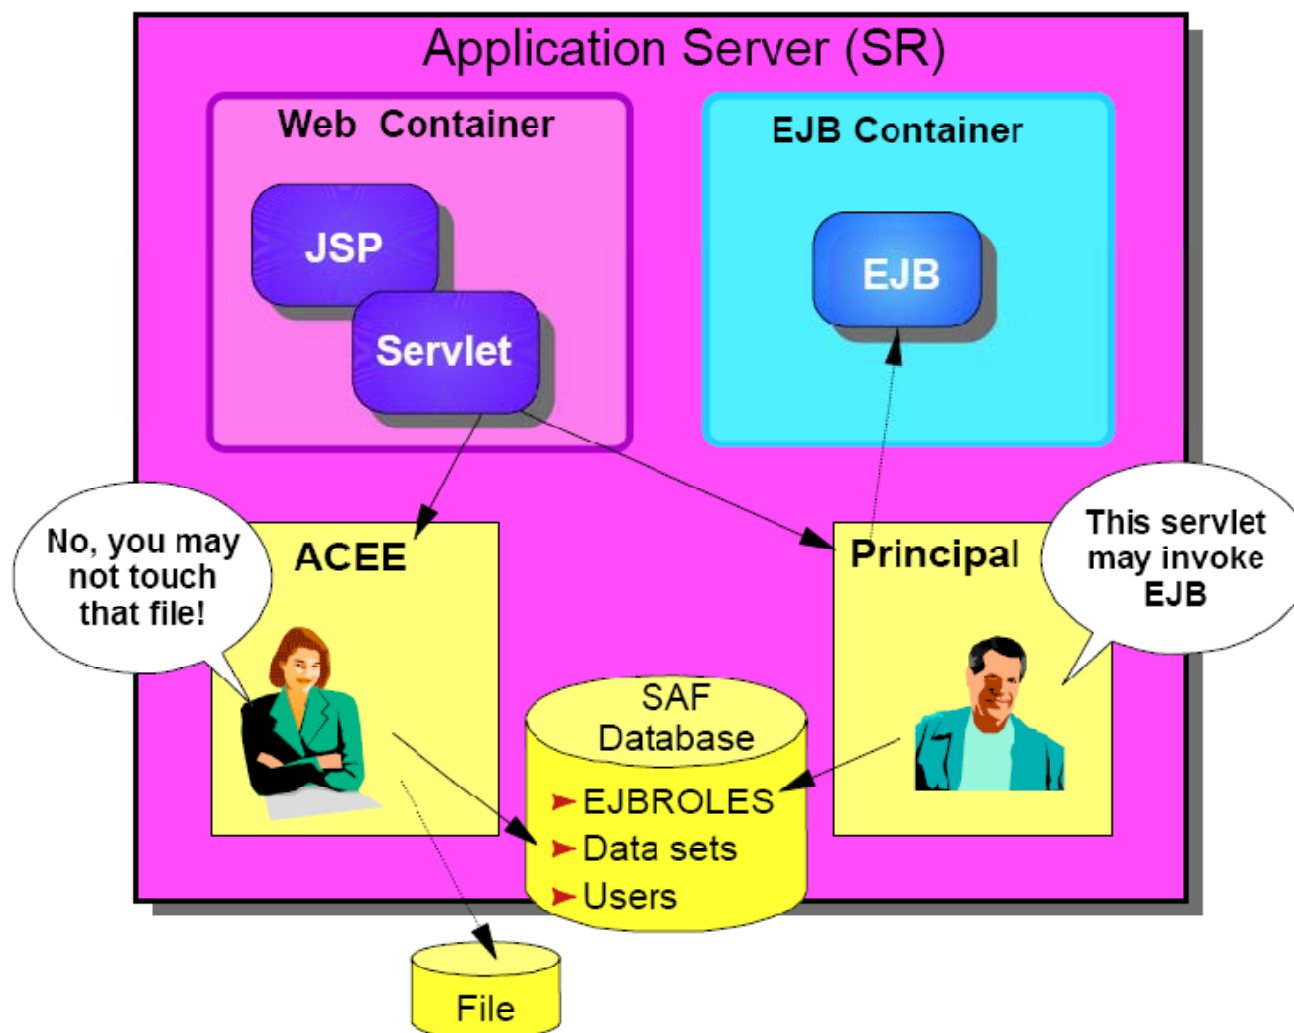 Application Server (SR)
Web Container
EJB Container
JSP
EJB
Servlet
No, you may
not touch
that file!
ACEE
Principal
This servlet
may invoke
EJB
SAF
Database
EJBROLES
Data sets
Users
File